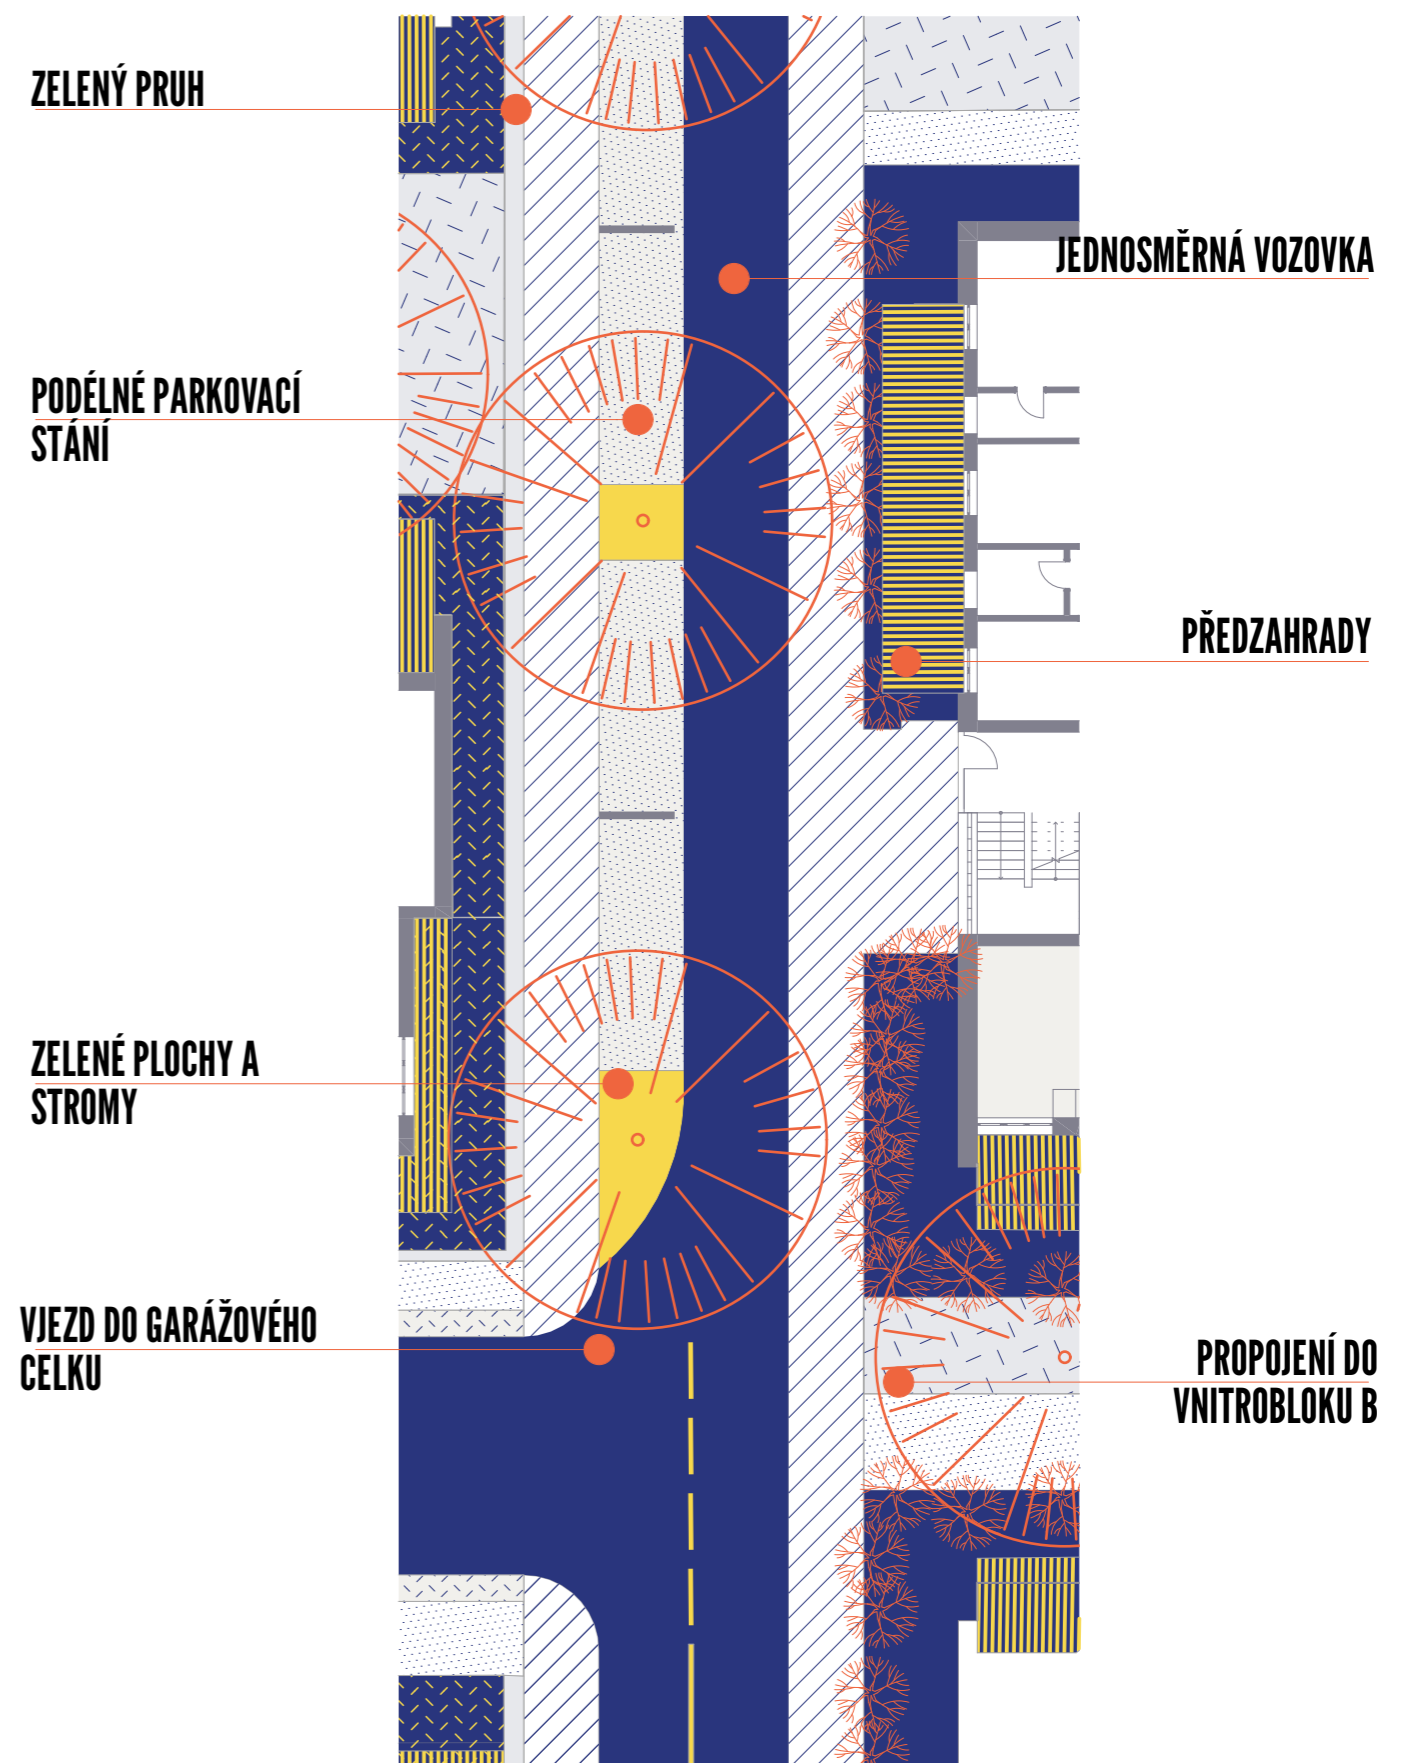 ZELENÝ PRUH
JEDNOSMĚRNÁ VOZOVKA
PODÉLNÉ PARKOVACÍ
STÁNÍ
PŘEDZAHRADY
ZELENÉ PLOCHY A
STROMY
VJEZD DO GARÁŽOVÉHO
CELKU
PROPOJENÍ DO
VNITROBLOKU B